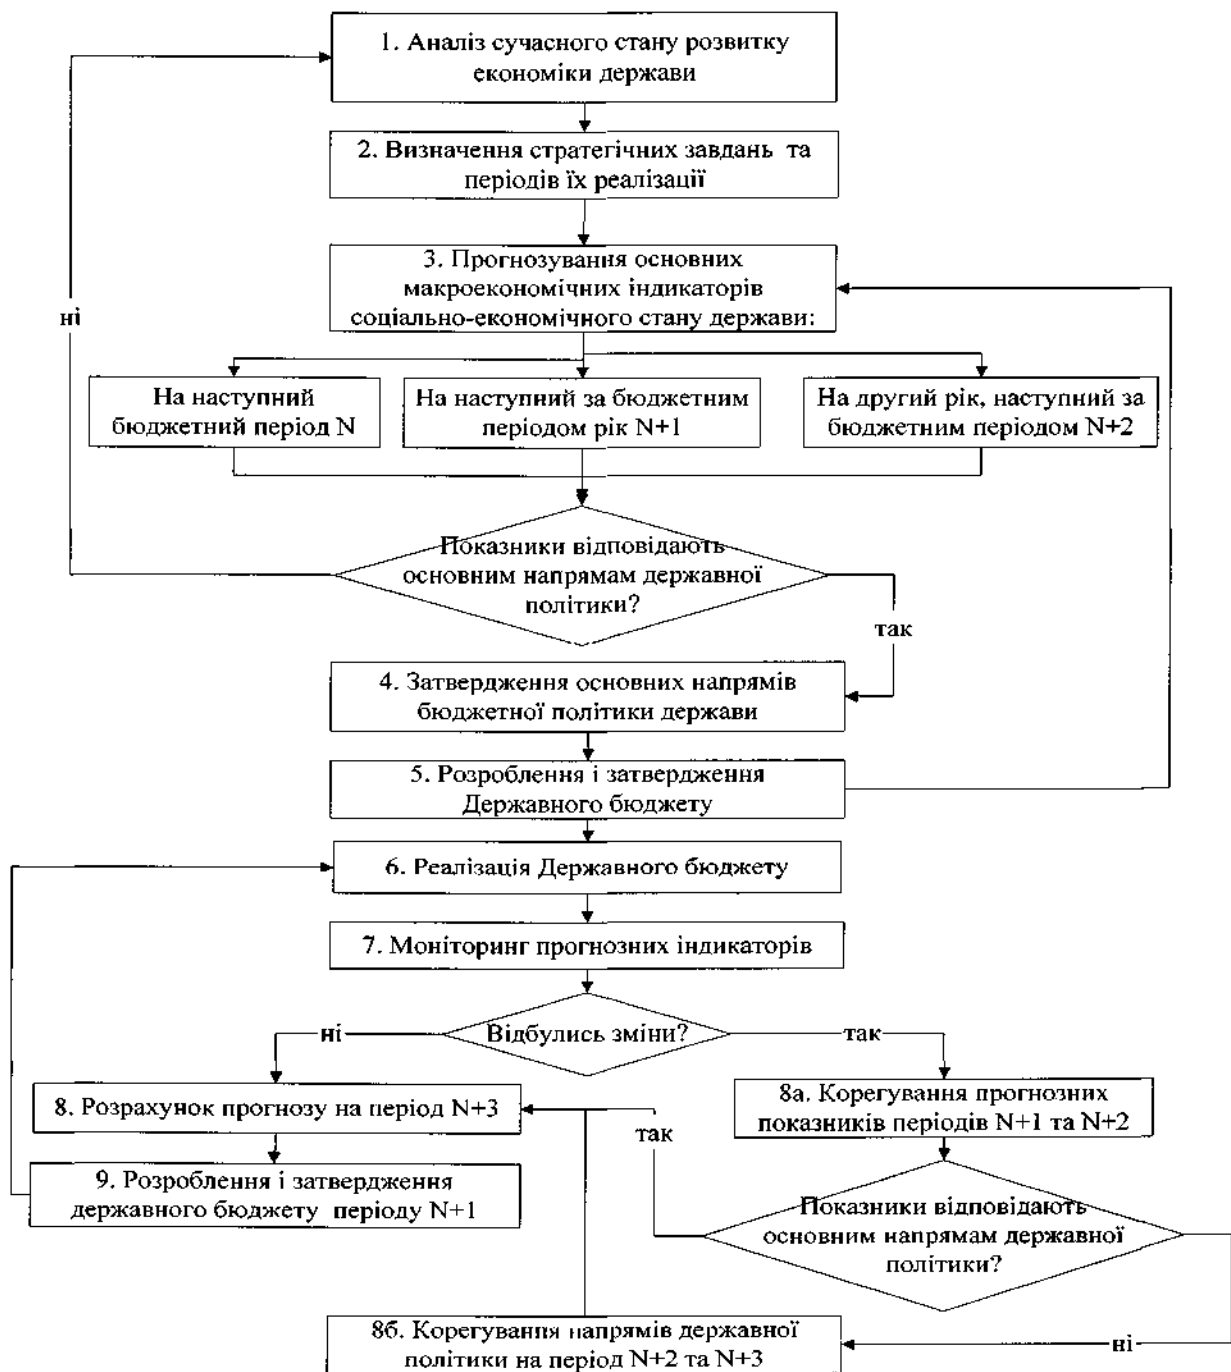 1. Аналіз сучасного стану розвитку
економіки держави
2. Визначення стратегічних завдань та
періодів їх реалізації
3. Прогнозування основних
макроекономічних індикаторів
соціально-економічного стану держави:
ні
На наступний
бюджетний період N
На наступний за бюджетним
періодом рік N+1
На другий рік, наступний за
бюджетним періодом N+2
Показники відповідають
основним напрямам державної
політики?
так
4. Затвердження основних напрямів
бюджетної політики держави
5. Розроблення і затвердження
Державного бюджету
6. Реалізація Державного бюджету
7. Моніторинг прогнозних індикаторів
Відбулись зміни?
ні
так
8. Розрахунок прогнозу на період N+3
8а. Корегування прогнозних
показників періодів N+1 та N+2
так
9. Розроблення і затвердження
державного бюджету періоду N+1
Показники відповідають
основним напрямам державної
політики?
8б. Корегування напрямів державної
політики на період N+2 та N+3
ні